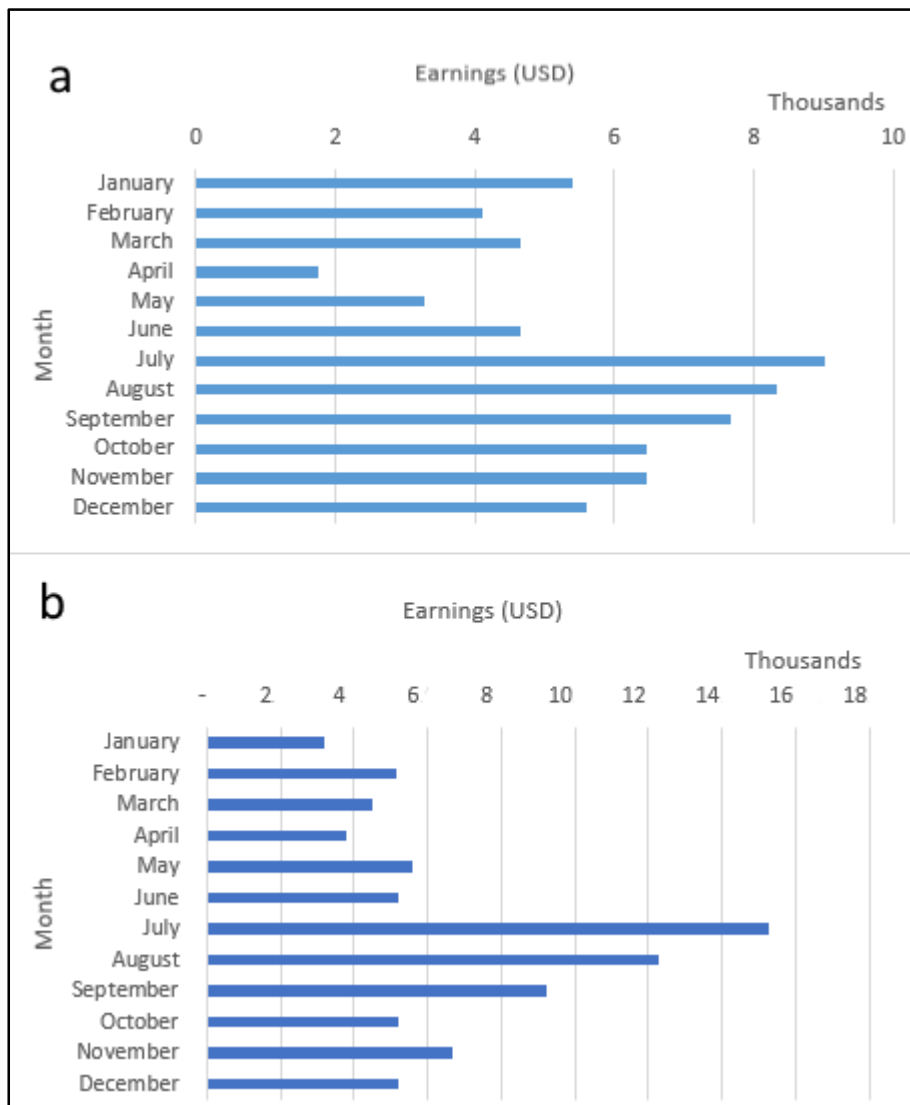 a
Earnings (USD)
Thousands
0 2 4 6 8 10
Month
January
February
March
April
May
June
July
August
September
October
November
December
b
Earnings (USD)
Thousands
- 2 4 6 8 10 12 14 16 18
Month
January
February
March
April
May
June
July
August
September
October
November
December